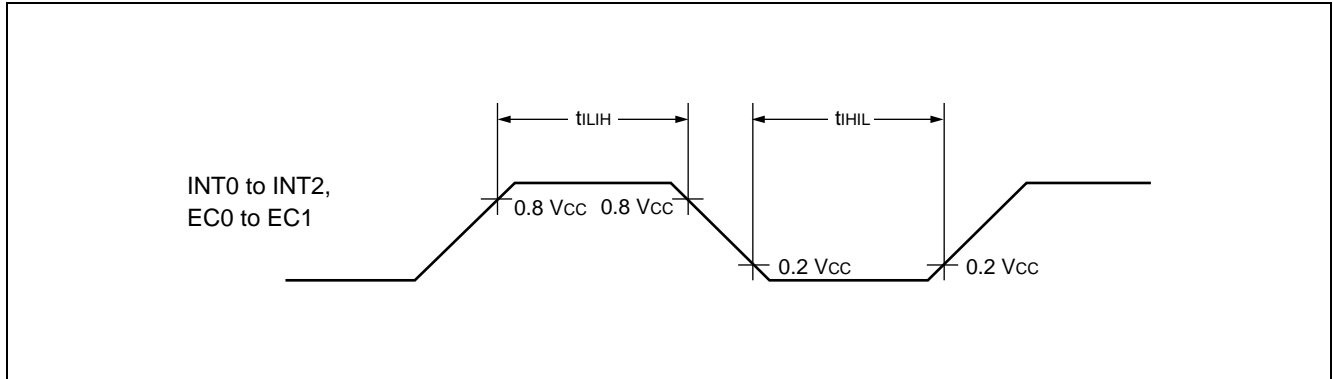 tILIH
tIHIL
INT0 to INT2,
EC0 to EC1
0.8 VCC
0.8 VCC
0.2 VCC
0.2 VCC